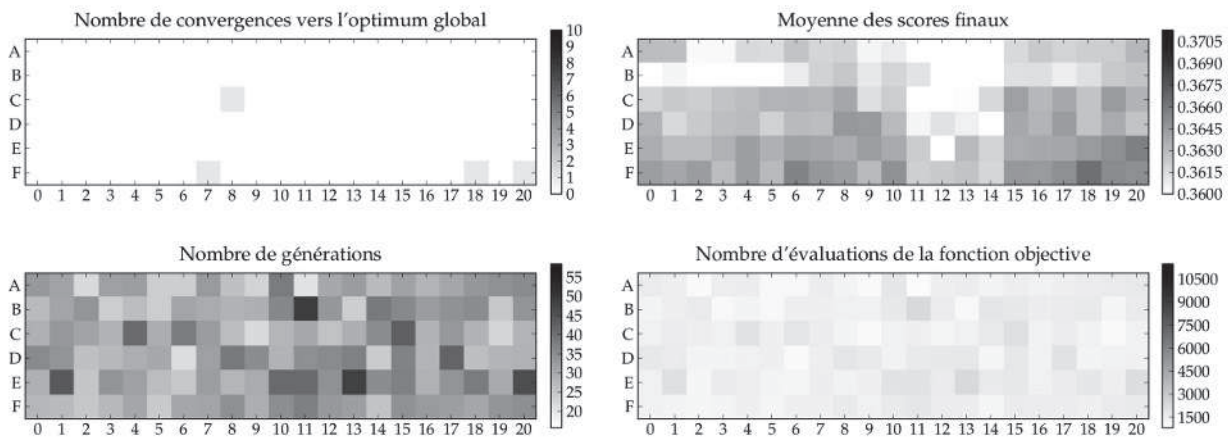 Nombre de convergences vers l'optimum global
A
B
C
D
E
F
0 1 2 3 4 5 6 7 8 9 10 11 12 13 14 15 16 17 18 19 20
10
9
8
7
6
5
4
3
2
1
0
Moyenne des scores finaux
A
B
C
D
E
F
0 1 2 3 4 5 6 7 8 9 10 11 12 13 14 15 16 17 18 19 20
0.3705
0.3690
0.3675
0.3660
0.3645
0.3630
0.3615
0.3600
Nombre de générations
A
B
C
D
E
F
0 1 2 3 4 5 6 7 8 9 10 11 12 13 14 15 16 17 18 19 20
55
50
45
40
35
30
25
20
Nombre d'évaluations de la fonction objective
A
B
C
D
E
F
0 1 2 3 4 5 6 7 8 9 10 11 12 13 14 15 16 17 18 19 20
10500
9000
7500
6000
4500
3000
1500